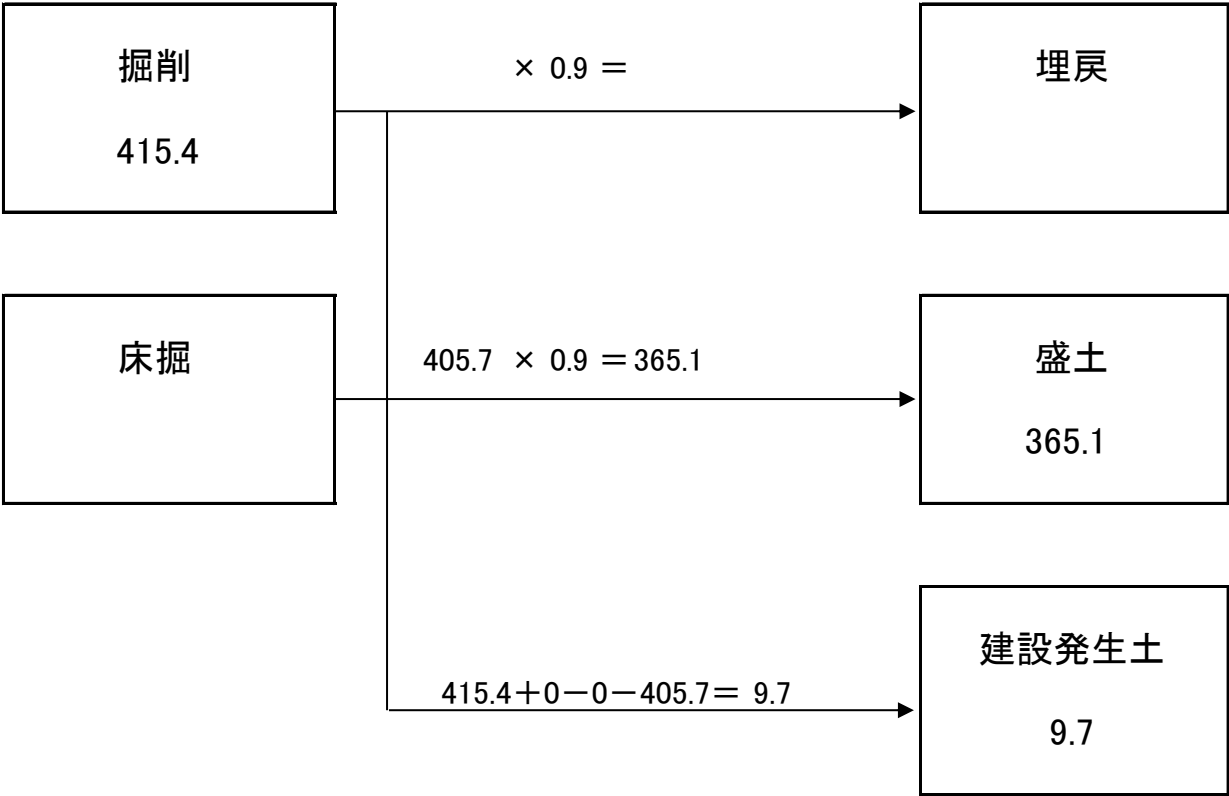 掘削
× 0.9 ＝
埋戻
415.4
床掘
405.7 × 0.9 ＝ 365.1
盛土
365.1
建設発生土
415.4＋0－0－405.7＝ 9.7
9.7